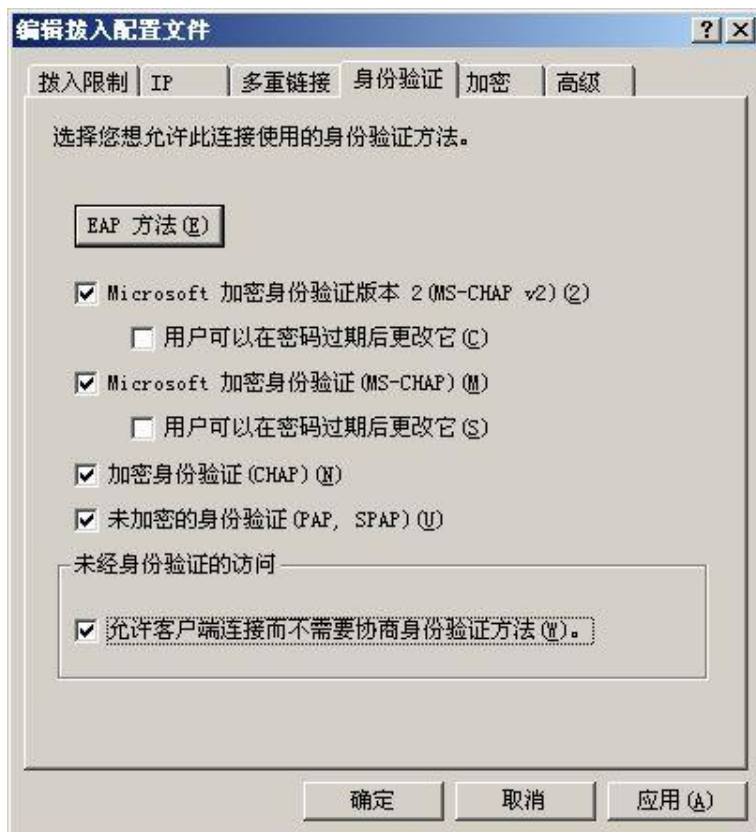 编辑拨入配置文件
拨入限制 IP 多重链接 身份验证 加密 高级
选择您想允许此连接使用的身份验证方法。
EAP 方法(E)
Microsoft 加密身份验证版本 2(MS-CHAP v2)(2)
用户可以在密码过期后更改它(C)
Microsoft 加密身份验证(MS-CHAP)(M)
用户可以在密码过期后更改它(S)
加密身份验证(CHAP)(N)
未加密的身份验证(PAP, SPAP)(U)
未经身份验证的访问
允许客户端连接而不需要协商身份验证方法(W)。
确定 取消 应用(A)